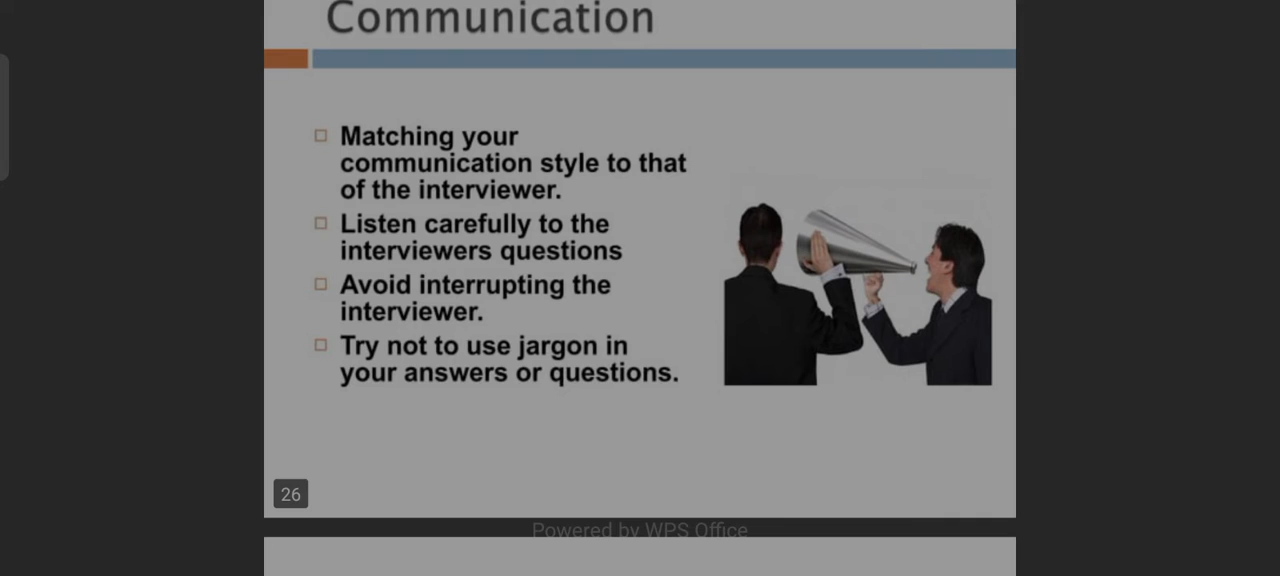 Communication
Matching your
communication style to that
of the interviewer.
Listen carefully to the
interviewers questions
Avoid interrupting the
interviewer.
Try not to use jargon in
your answers or questions.
26
Powered by WPS Office